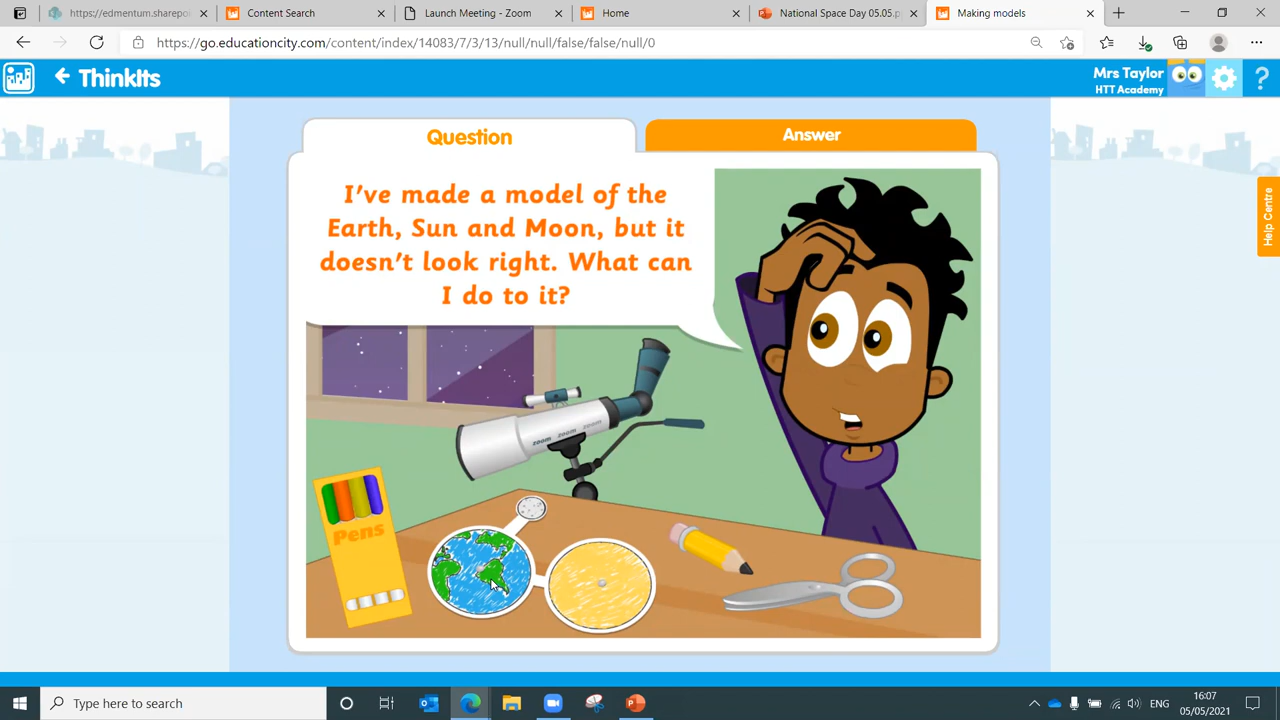 https://edmentum.sharepoi
Content Search
Launch Meeting - Zoom
Home
National Space Day 05.05.p
Making models
https://go.educationcity.com/content/index/14083/7/3/13/null/null/false/false/null/0
ThinkIts
Mrs Taylor
HTT Academy
?
Question
Answer
I've made a model of the
Earth, Sun and Moon, but it
doesn't look right. What can
I do to it?
Help Centre
zoom zoom zoom
Pens
Type here to search
ENG
16:07
05/05/2021